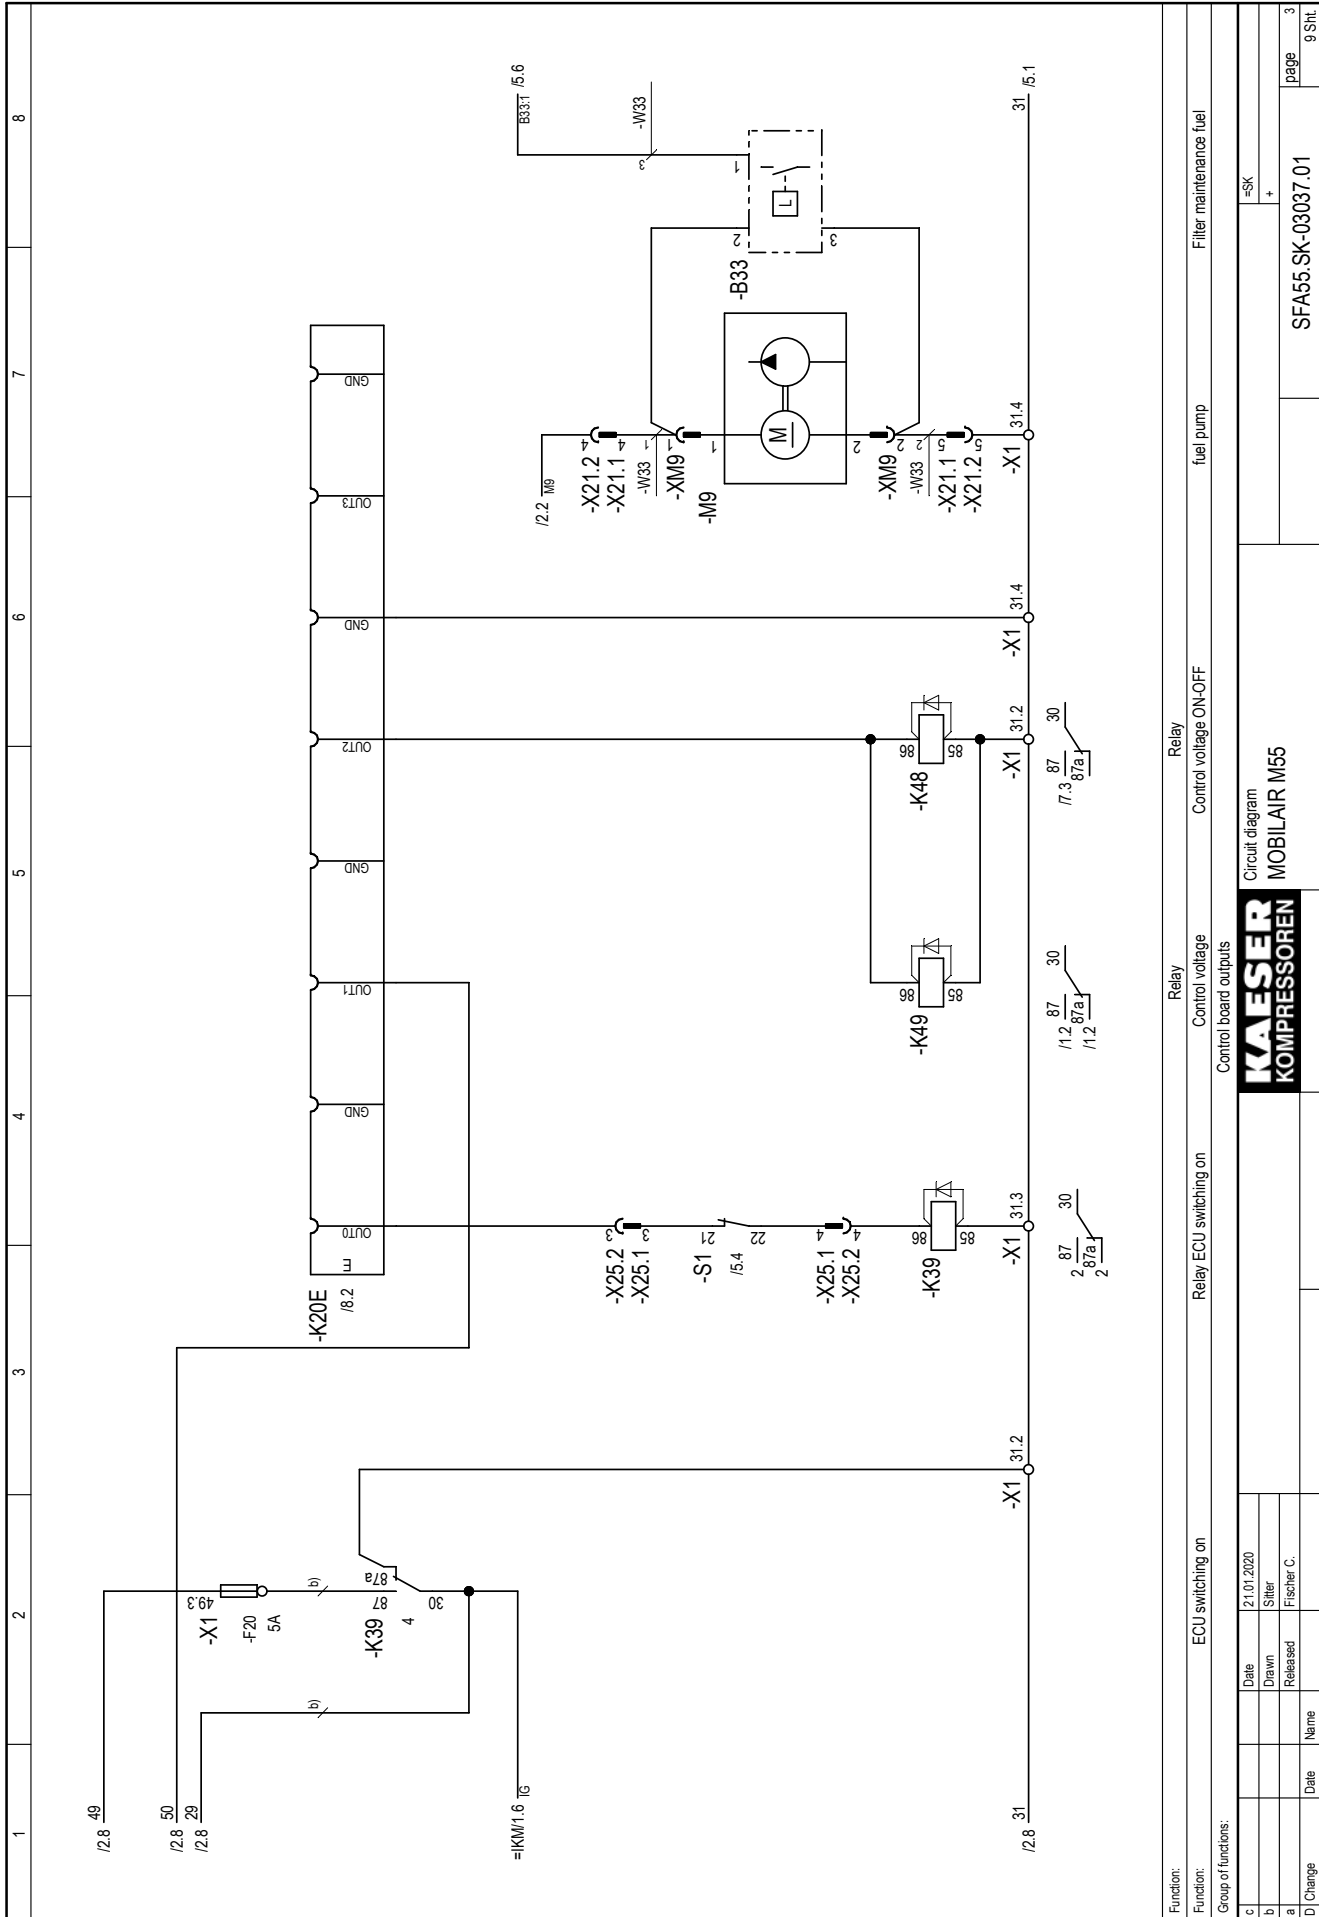 1 2 3 4 5 6 7 8
49
/2.8
50
/2.8
29
/2.8
=IKM/1.6 IG
31
/2.8
b)
b)
-X1
49.3
-F20
5A
-K39
4
87
87a
30
-X1
31.2
-K20E
/8.2
E
OUT0
GND
OUT1
GND
OUT2
GND
OUT3
GND
-X25.2
3
-X25.1
3
-S1
/5.4
21
22
-X25.1
4
-X25.2
4
-K39
86
85
-X1
31.3
2
87
30
87a
2
-K49
86
85
/1.2
87
30
87a
/1.2
-K48
86
85
-X1
31.2
/7.3
87
30
87a
-X1
31.4
/2.2 M9
-X21.2
4
-X21.1
4
-W33
1
-XM9
1
-M9
1
M
2
-XM9
2
-W33
2
-X21.1
5
-X21.2
5
-X1
31.4
B33:1
/5.6
-W33
3
-B33
1
2
3
L
31
/5.1
Function: Relay Relay
Function: ECU switching on Relay ECU switching on Control voltage Control voltage ON-OFF fuel pump Filter maintenance fuel
Group of functions: Control board outputs
c Date 21.01.2020
b Drawn Sitter
a Released Fischer C.
D Change Date Name
KAESER
KOMPRESSOREN
Circuit diagram
MOBILAIR M55
=SK
+
SFA55.SK-03037.01
page 3
9 Sht.